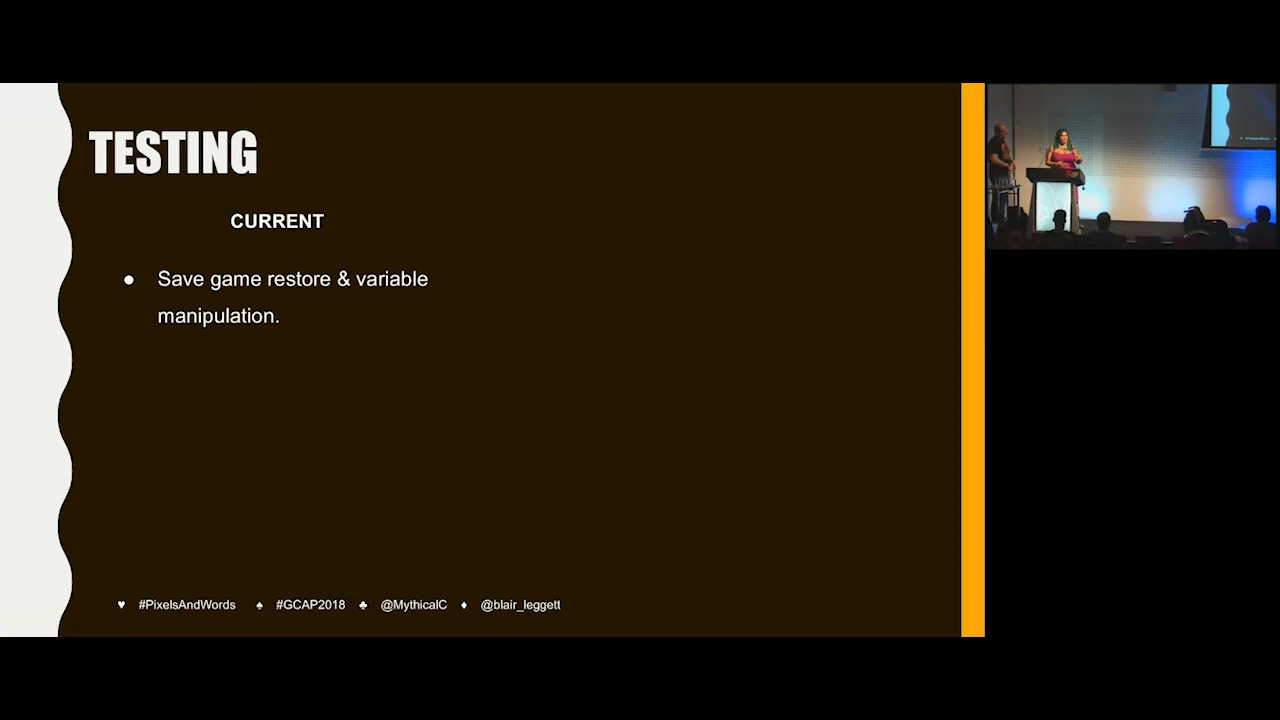 TESTING
CURRENT
● Save game restore & variable
manipulation.
♥ #PixelsAndWords ♠ #GCAP2018 ♣ @MythicalC ♦ @blair_leggett